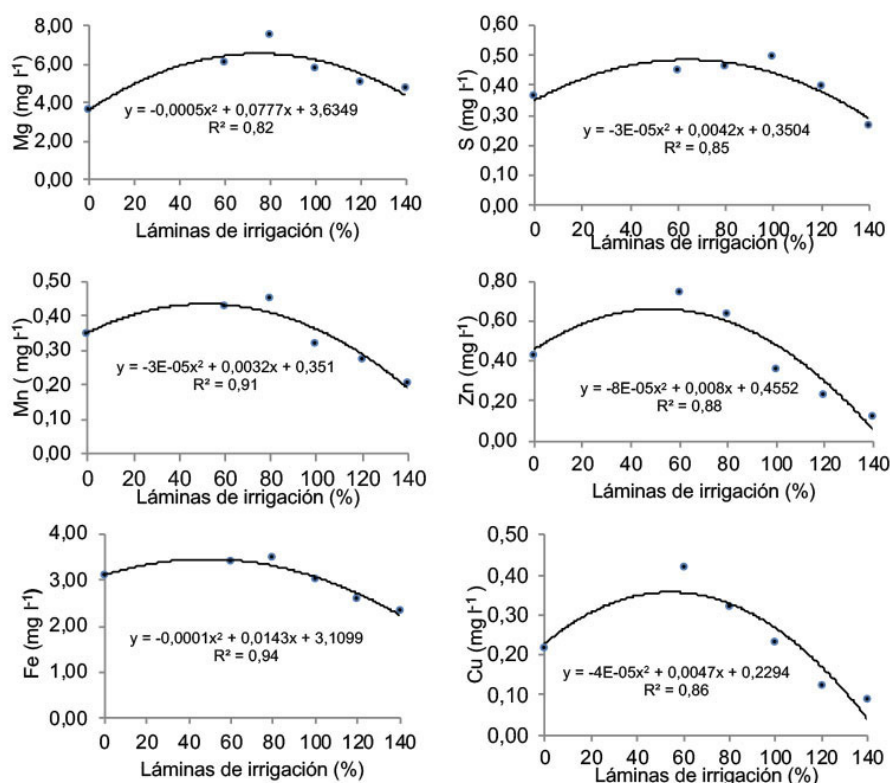 Mg (mg l-¹)
8,00
6,00
4,00
2,00
0,00
y = -0,0005x² + 0,0777x + 3,6349
R² = 0,82
0 20 40 60 80 100 120 140
Láminas de irrigación (%)
S (mg l-¹)
0,60
0,50
0,40
0,30
0,20
0,10
0,00
y = -3E-05x² + 0,0042x + 0,3504
R² = 0,85
0 20 40 60 80 100 120 140
Láminas de irrigación (%)
Mn ( mg l-¹)
0,50
0,40
0,30
0,20
0,10
0,00
y = -3E-05x² + 0,0032x + 0,351
R² = 0,91
0 20 40 60 80 100 120 140
Láminas de irrigación (%)
Zn (mg l-¹)
0,80
0,60
0,40
0,20
0,00
y = -8E-05x² + 0,008x + 0,4552
R² = 0,88
0 20 40 60 80 100 120 140
Láminas de irrigación (%)
Fe (mg l-¹)
4,00
3,00
2,00
1,00
0,00
y = -0,0001x² + 0,0143x + 3,1099
R² = 0,94
0 20 40 60 80 100 120 140
Láminas de irrigación (%)
Cu (mg l-¹)
0,50
0,40
0,30
0,20
0,10
0,00
y = -4E-05x² + 0,0047x + 0,2294
R² = 0,86
0 20 40 60 80 100 120 140
Láminas de irrigación (%)